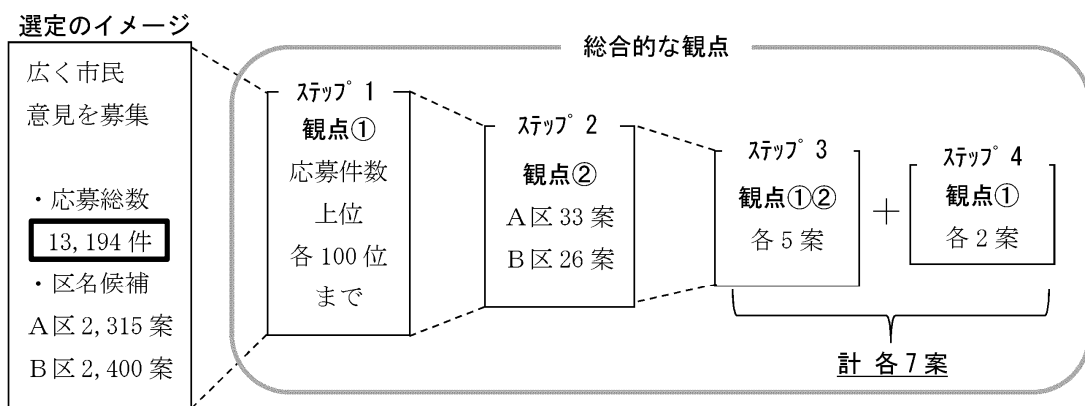 選定のイメージ
広く市民
意見を募集
・応募総数
13,194件
・区名候補
A区2,315案
B区2,400案
総合的な観点
ステップ1
観点①
応募件数
上位
各100位
まで
ステップ2
観点②
A区33案
B区26案
ステップ3
観点①②
各5案
+
ステップ4
観点①
各2案
計 各7案